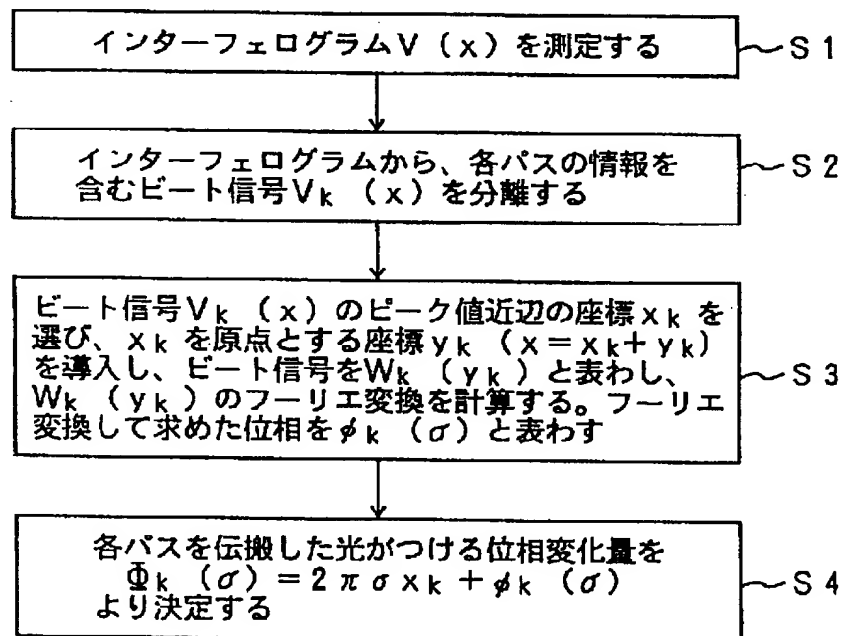 インターフェログラムV（x）を測定する
～S1
インターフェログラムから、各パスの情報を
含むビート信号Vk（x）を分離する
～S2
ビート信号Vk（x）のピーク値近辺の座標xkを
選び、xkを原点とする座標yk（x＝xk＋yk）
を導入し、ビート信号をWk（yk）と表わし、
Wk（yk）のフーリエ変換を計算する。フーリエ
変換して求めた位相をφk（σ）と表わす
～S3
各パスを伝搬した光がつける位相変化量を
Φk（σ）＝2πσxk＋φk（σ）
より決定する
～S4